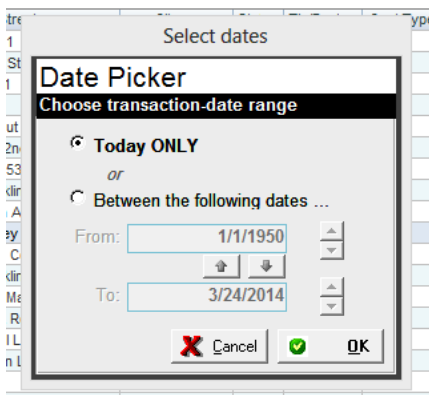 Select dates
Date Picker
Choose transaction-date range
Today ONLY
or
Between the following dates ...
From: 1/1/1950
To: 3/24/2014
Cancel OK